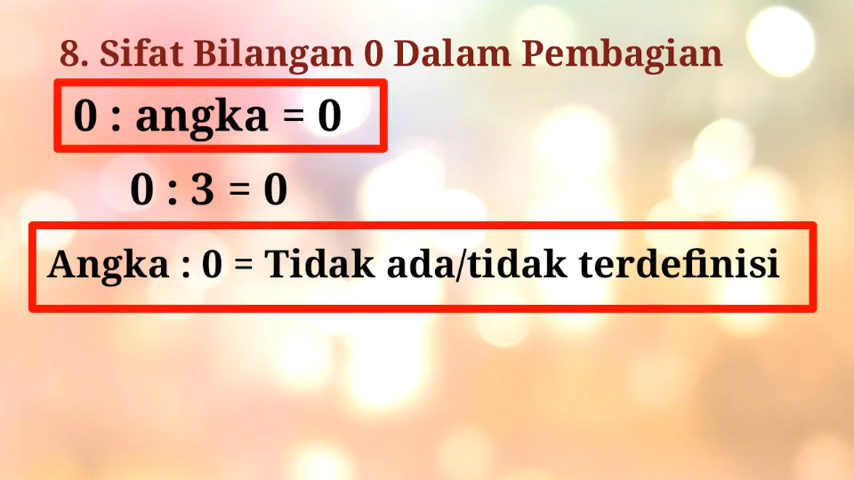 8. Sifat Bilangan 0 Dalam Pembagian
0 : angka = 0
0 : 3 = 0
Angka : 0 = Tidak ada/tidak terdefinisi